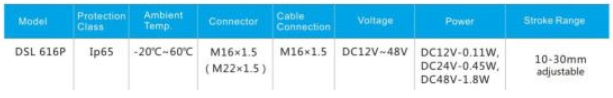 Model Protection Class Ambient Temp. Connector Cable Connection Voltage Power Stroke Range
DSL 616P Ip65 -20℃~60℃ M16×1.5 M16×1.5 DC12V~48V DC12V-0.11W, 10-30mm
(M22×1.5) DC24V-0.45W, adjustable
DC48V-1.8W